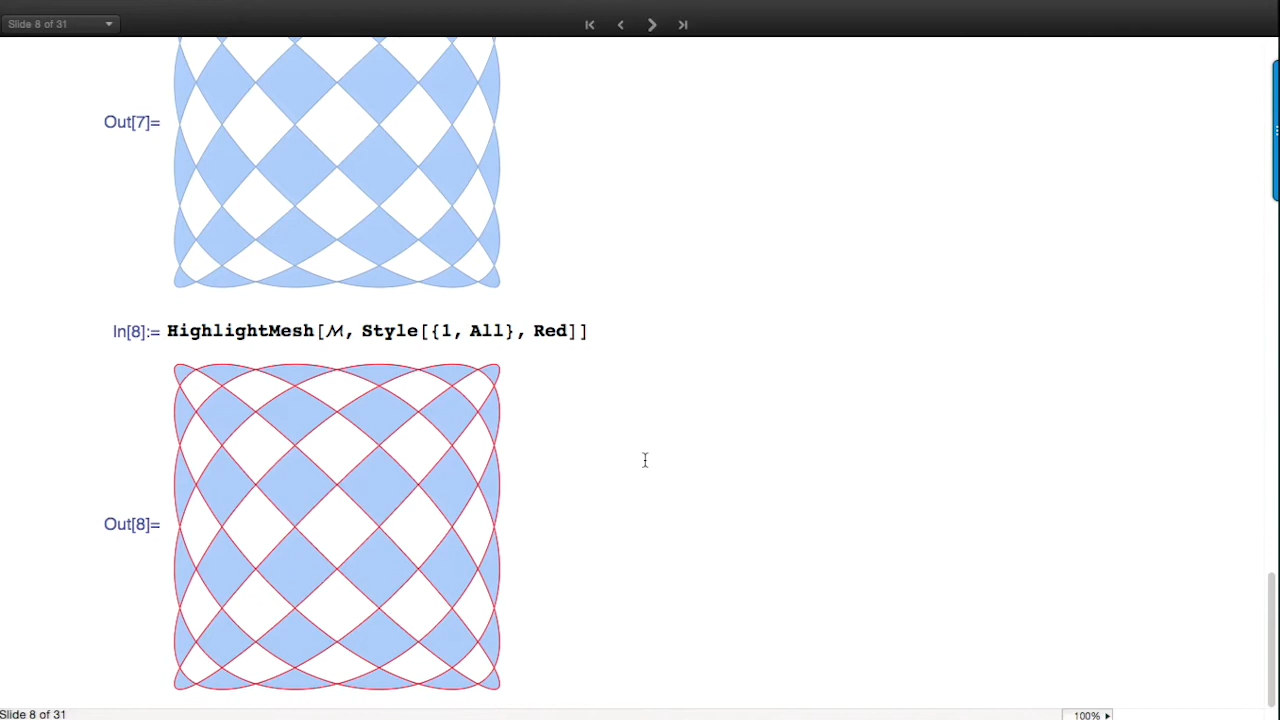 Slide 8 of 31
Out[7]=
In[8]:= HighlightMesh[ℳ, Style[{1, All}, Red]]
Out[8]=
Slide 8 of 31
100%